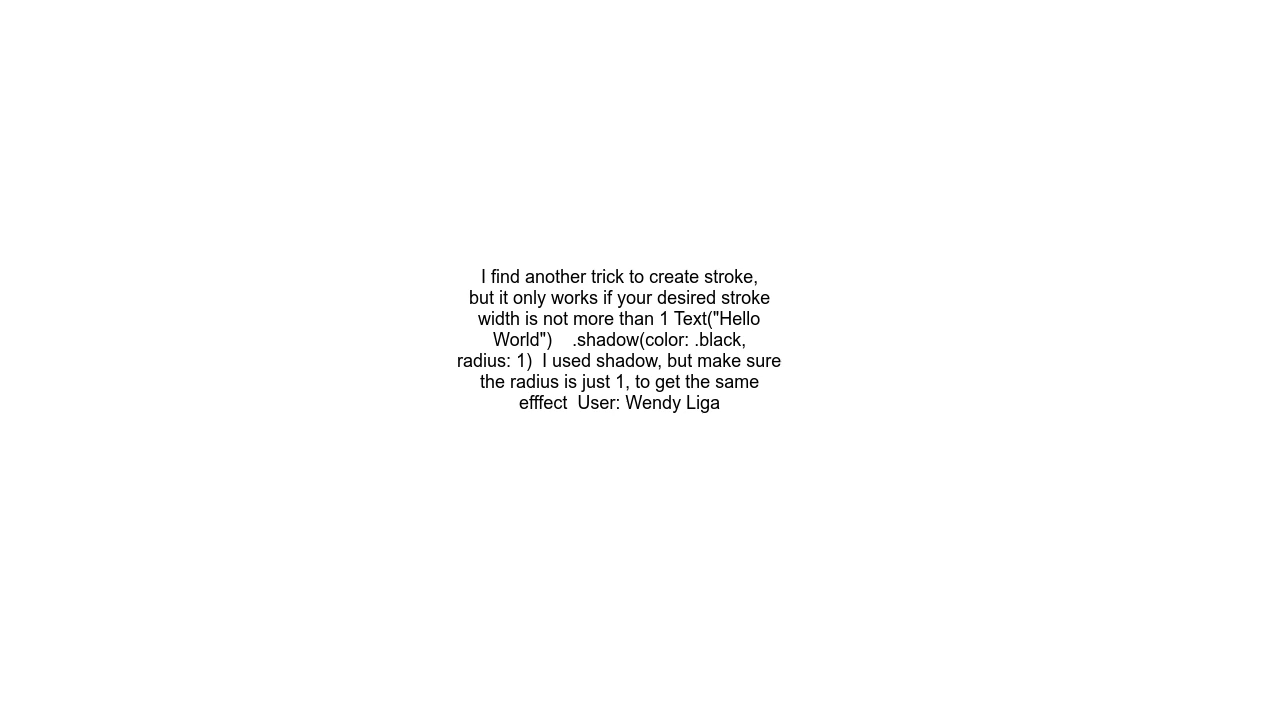 I find another trick to create stroke,
but it only works if your desired stroke
width is not more than 1 Text("Hello
World")    .shadow(color: .black,
radius: 1)  I used shadow, but make sure
the radius is just 1, to get the same
efffect  User: Wendy Liga